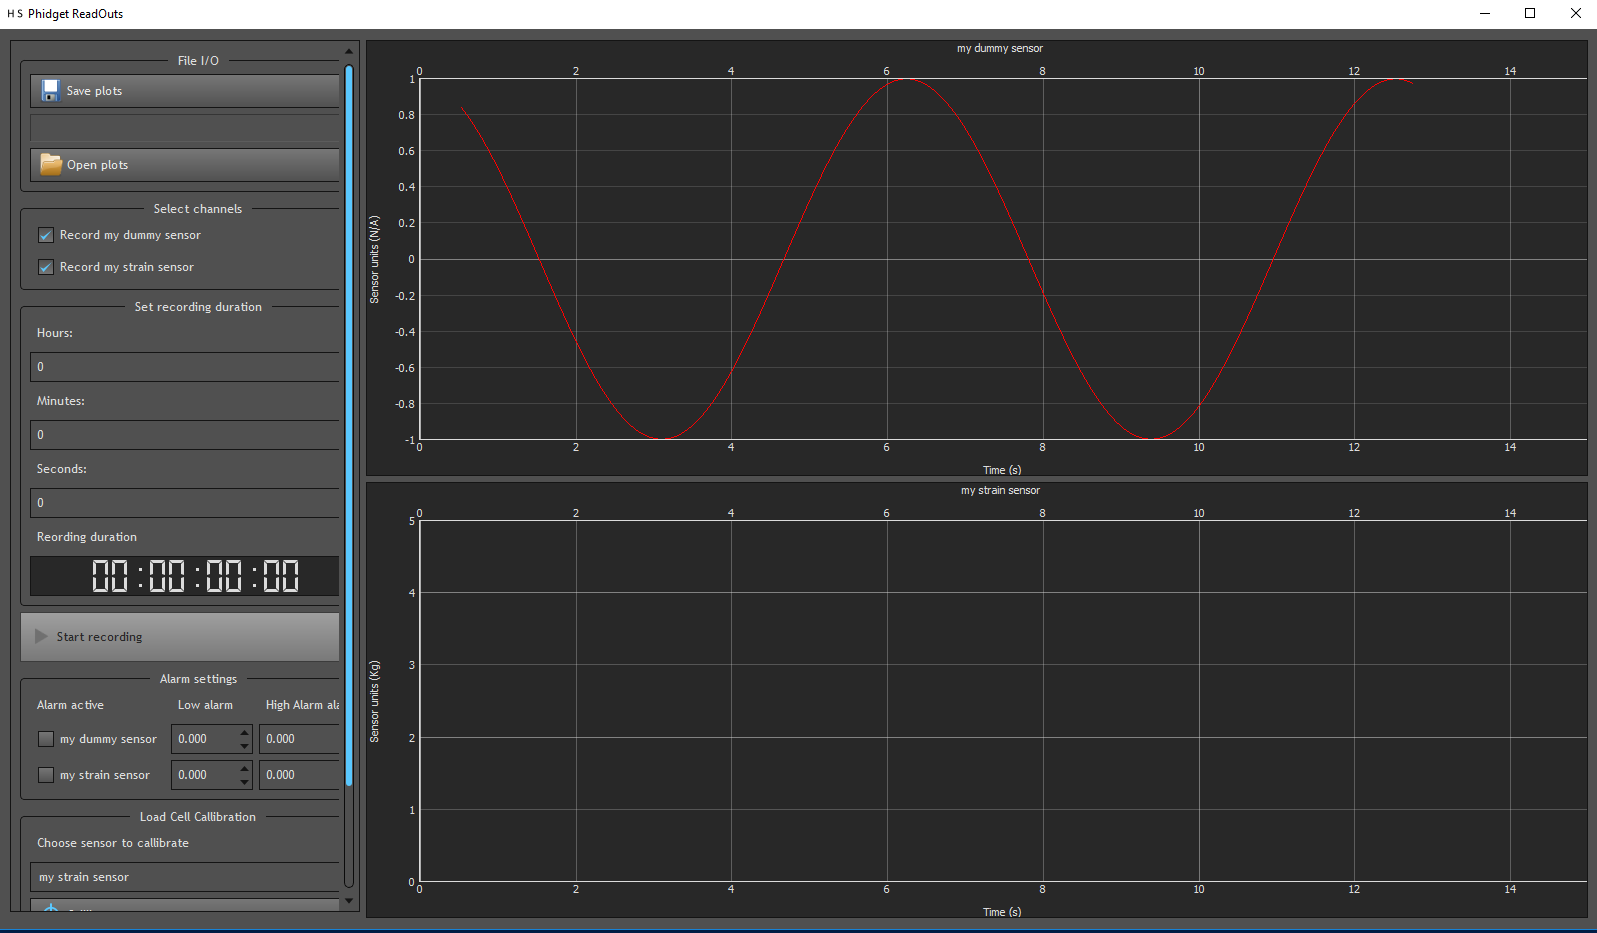 H S Phidget ReadOuts
File I/O
Save plots
Open plots
Select channels
Record my dummy sensor
Record my strain sensor
Set recording duration
Hours:
0
Minutes:
0
Seconds:
0
Reording duration
00:00:00:00
Start recording
Alarm settings
Alarm active Low alarm High Alarm ala
my dummy sensor 0.000 0.000
my strain sensor 0.000 0.000
Load Cell Callibration
Choose sensor to callibrate
my strain sensor
my dummy sensor
0 2 4 6 8 10 12 14
1
0.8
0.6
0.4
0.2
0
-0.2
-0.4
-0.6
-0.8
-1
Sensor units (N/A)
0 2 4 6 8 10 12 14
Time (s)
my strain sensor
0 2 4 6 8 10 12 14
5
4
3
2
1
0
Sensor units (Kg)
0 2 4 6 8 10 12 14
Time (s)